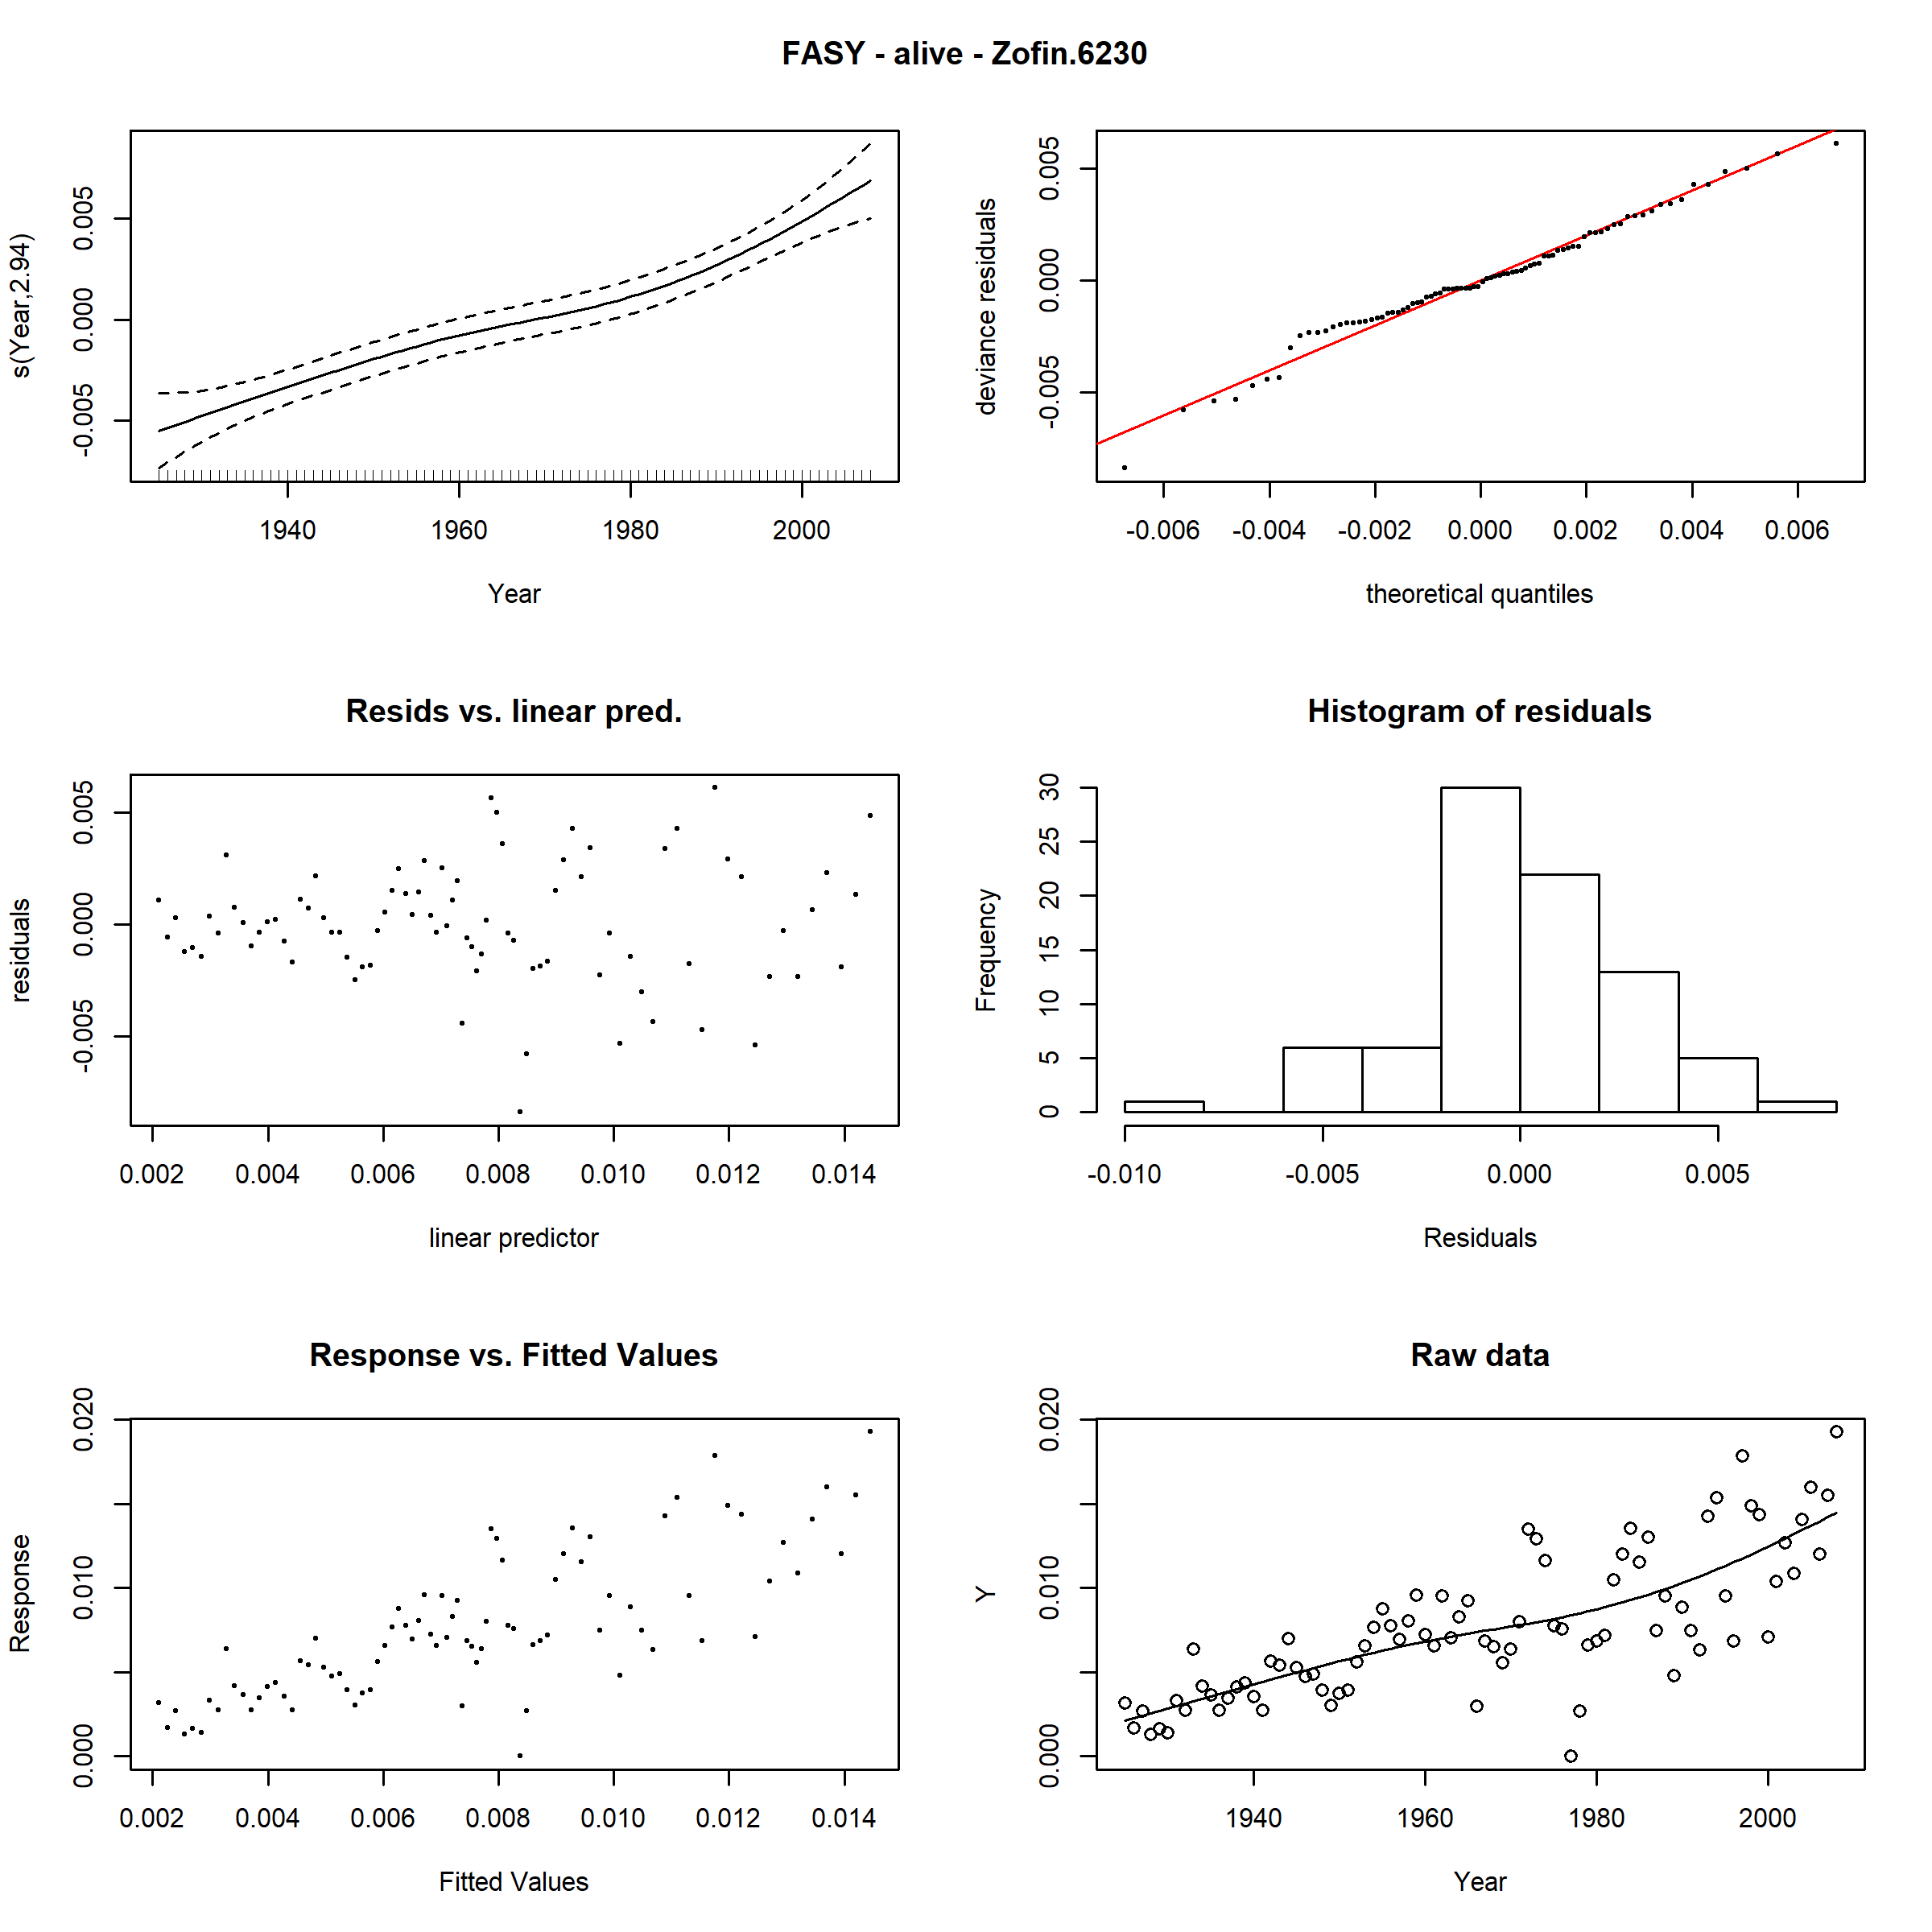 FASY - alive - Zofin.6230
s(Year,2.94)
0.005
0.000
-0.005
1940 1960 1980 2000
Year
deviance residuals
0.005
0.000
-0.005
-0.006 -0.004 -0.002 0.000 0.002 0.004 0.006
theoretical quantiles
Resids vs. linear pred.
residuals
0.005
0.000
-0.005
0.002 0.004 0.006 0.008 0.010 0.012 0.014
linear predictor
Histogram of residuals
Frequency
30
25
20
15
10
5
0
-0.010 -0.005 0.000 0.005
Residuals
Response vs. Fitted Values
Response
0.020
0.010
0.000
0.002 0.004 0.006 0.008 0.010 0.012 0.014
Fitted Values
Raw data
Y
0.020
0.010
0.000
1940 1960 1980 2000
Year